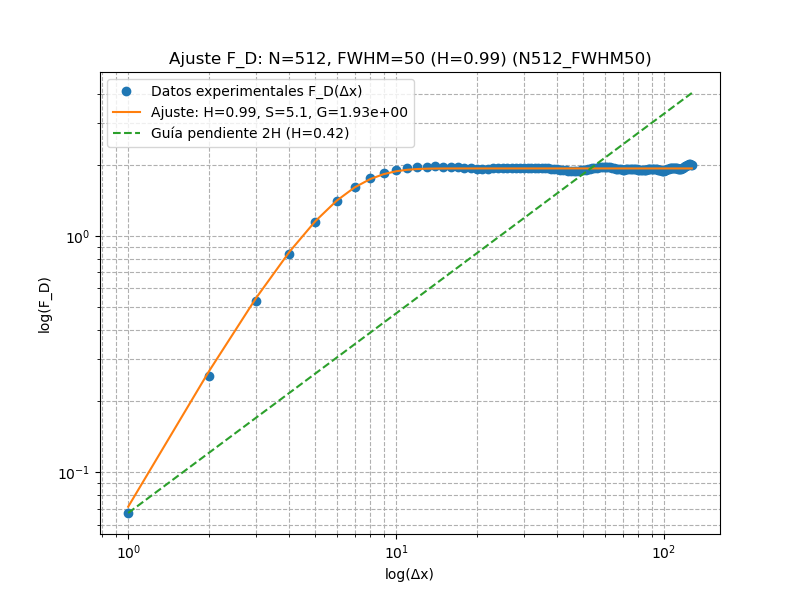 Ajuste F_D: N=512, FWHM=50 (H=0.99) (N512_FWHM50)
Datos experimentales F_D(Δx)
Ajuste: H=0.99, S=5.1, G=1.93e+00
Guía pendiente 2H (H=0.42)
log(F_D)
10⁰
10⁻¹
10⁰
10¹
10²
log(Δx)